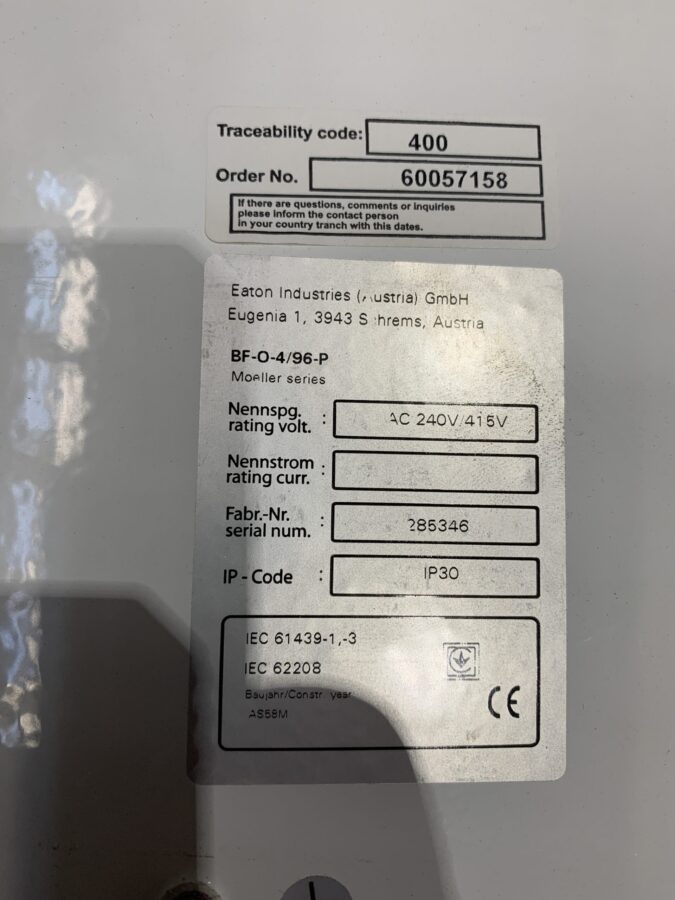 Traceability code: 400
Order No. 60057158
If there are questions, comments or inquiries
please inform the contact person
in your country tranch with this dates.
Eaton Industries (Austria) GmbH
Eugenia 1, 3943 Schrems, Austria
BF-O-4/96-P
Moeller series
Nennspg.
rating volt. : AC 240V/415V
Nennstrom
rating curr. :
Fabr.-Nr.
serial num. : 285346
IP - Code : IP30
IEC 61439-1,-3
IEC 62208
Baujahr/Constr. year
AS58M
CE